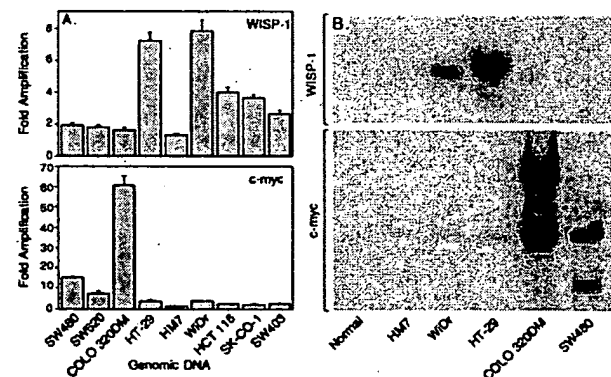 A.
WISP-1
Fold Amplification
8
6
4
2
0
c-myc
Fold Amplification
70
60
50
40
30
20
10
0
SW480
SW620
COLO 320DM
HT-29
HM7
WiDr
HCT 116
SK-CO-1
SW403
Genomic DNA
B.
WISP-1
c-myc
Normal
HM7
WiDr
HT-29
COLO 320DM
SW480